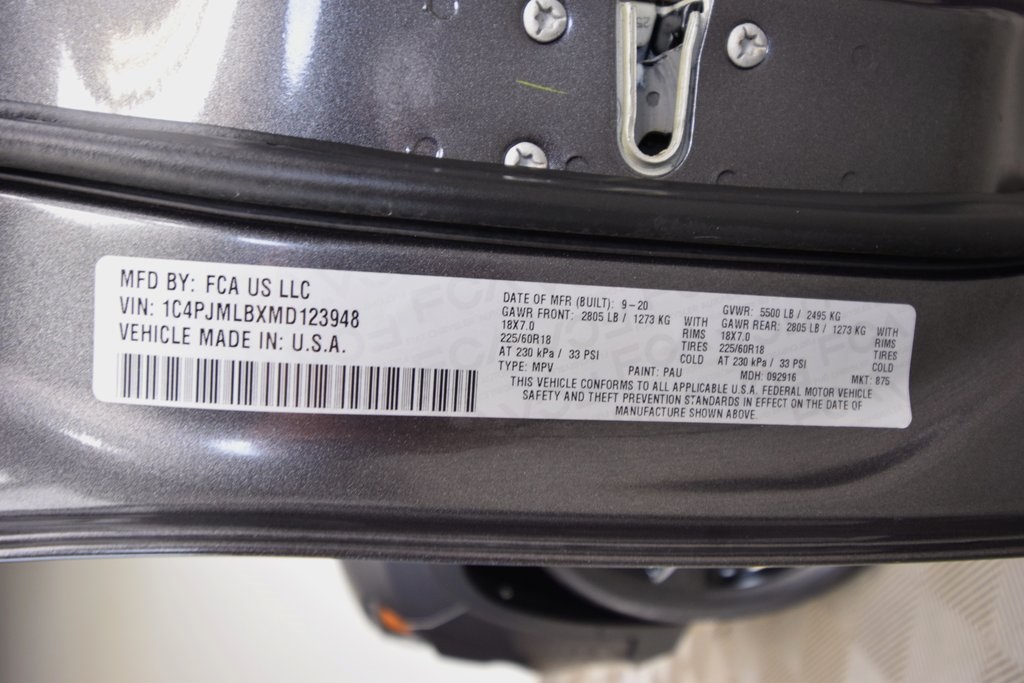 MFD BY: FCA US LLC
VIN: 1C4PJMLBXMD123948
VEHICLE MADE IN: U.S.A.
DATE OF MFR (BUILT): 9-20
GAWR FRONT: 2805 LB / 1273 KG WITH
18X7.0 RIMS
225/60R18 TIRES
AT 230 kPa / 33 PSI COLD
TYPE: MPV PAINT: PAU
GVWR: 5500 LB / 2495 KG
GAWR REAR: 2805 LB / 1273 KG WITH
18X7.0 RIMS
225/60R18 TIRES
AT 230 kPa / 33 PSI COLD
MDH: 092916 MKT: 875
THIS VEHICLE CONFORMS TO ALL APPLICABLE U.S.A. FEDERAL MOTOR VEHICLE
SAFETY AND THEFT PREVENTION STANDARDS IN EFFECT ON THE DATE OF
MANUFACTURE SHOWN ABOVE.